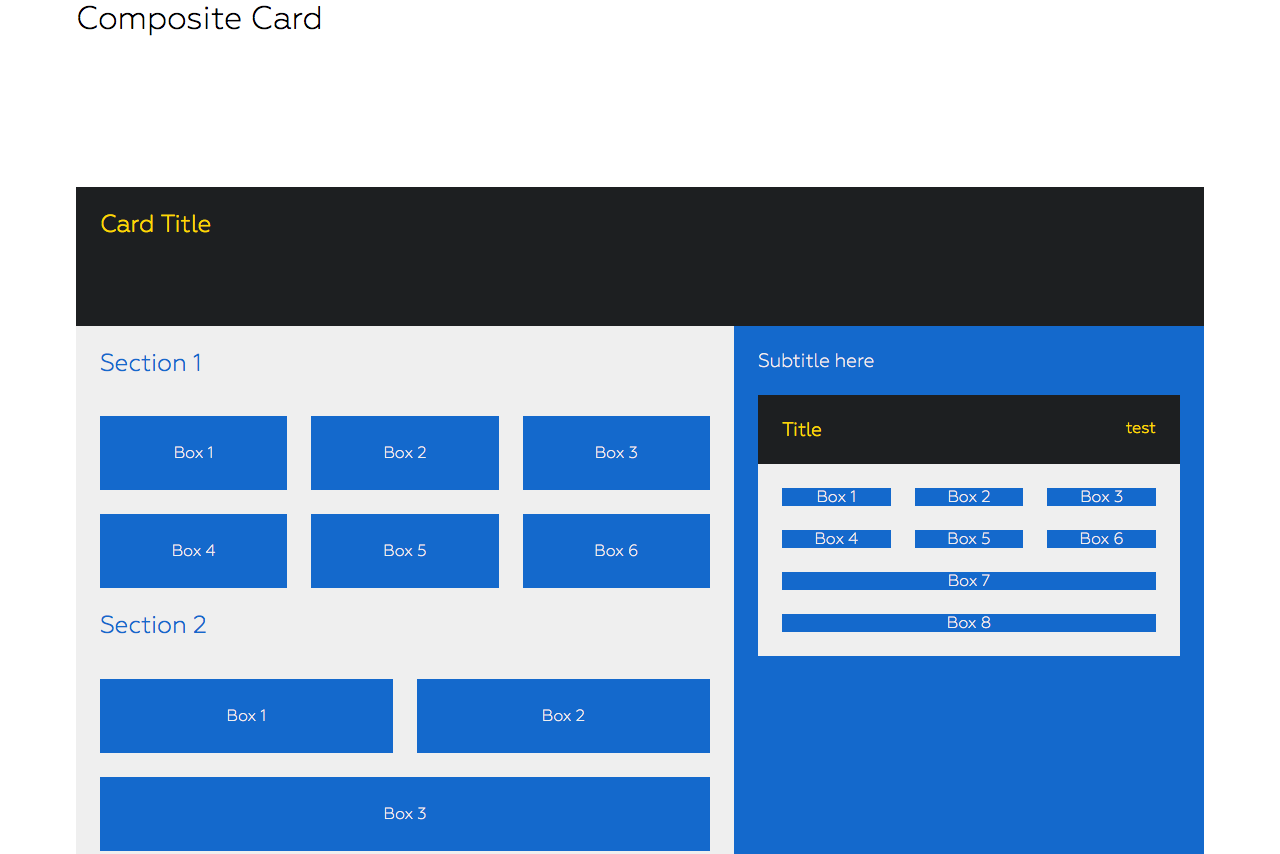 Composite Card
Card Title
Section 1
Box 1 Box 2 Box 3
Box 4 Box 5 Box 6
Section 2
Box 1 Box 2
Box 3
Subtitle here
Title test
Box 1 Box 2 Box 3
Box 4 Box 5 Box 6
Box 7
Box 8